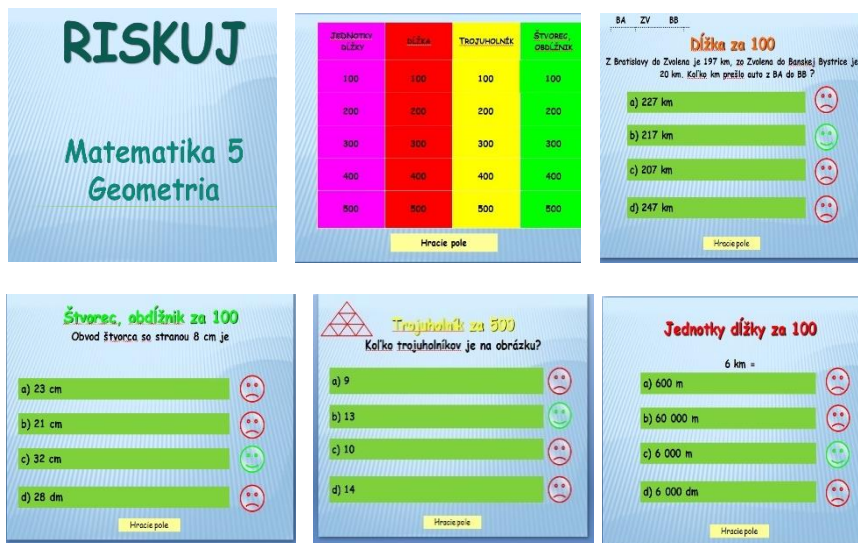 RISKUJ
Matematika 5
Geometria
JEDNOTKY DĹŽKY
DĹŽKA
TROJUHOLNÍK
ŠTVOREC, OBDĹŽNIK
100 100 100 100
200 200 200 200
300 300 300 300
400 400 400 400
500 500 500 500
Hracie pole
BA ZV BB
Dĺžka za 100
Z Bratislavy do Zvolena je 197 km, zo Zvolena do Banskej Bystrice je
20 km. Koľko km prešlo auto z BA do BB ?
a) 227 km
b) 217 km
c) 207 km
d) 247 km
Hracie pole
Štvorec, obdĺžnik za 100
Obvod štvorca so stranou 8 cm je
a) 23 cm
b) 21 cm
c) 32 cm
d) 28 dm
Hracie pole
Trojuholník za 500
Koľko trojuholníkov je na obrázku?
a) 9
b) 13
c) 10
d) 14
Hracie pole
Jednotky dĺžky za 100
6 km =
a) 600 m
b) 60 000 m
c) 6 000 m
d) 6 000 dm
Hracie pole